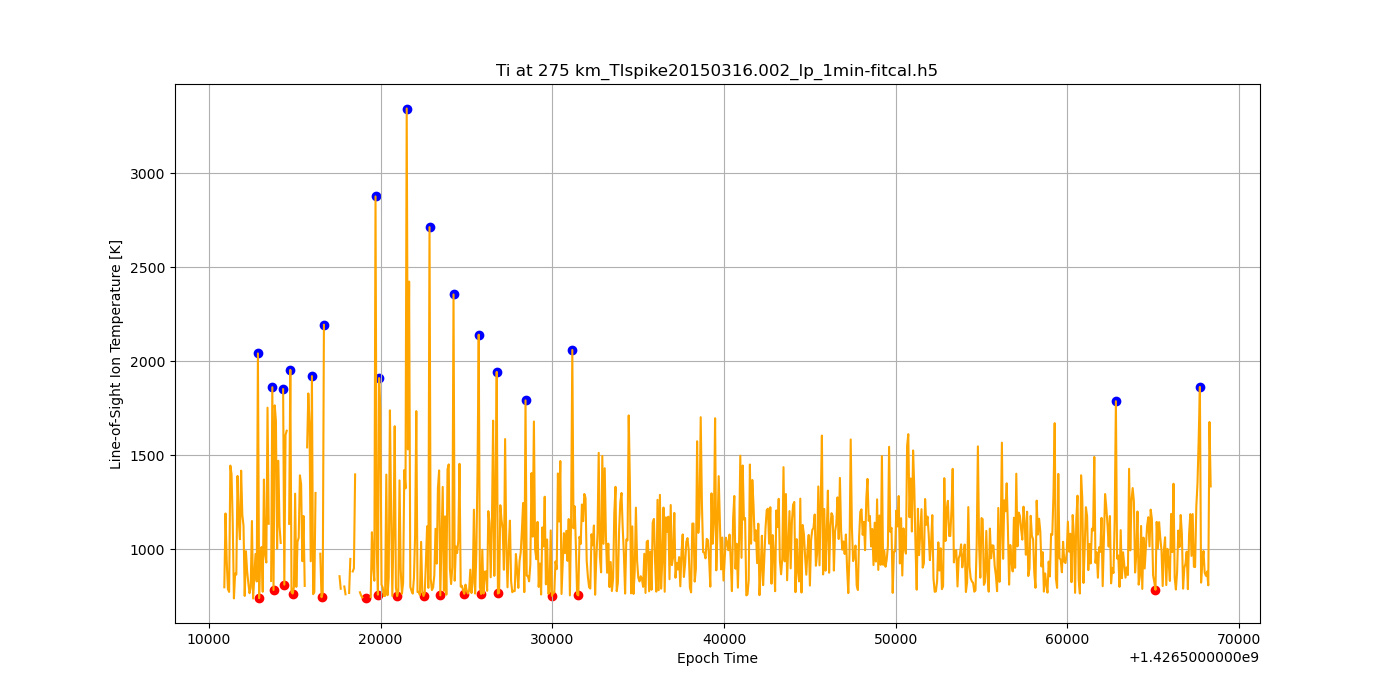 Ti at 275 km_TIspike20150316.002_lp_1min-fitcal.h5
Line-of-Sight Ion Temperature [K]
3000
2500
2000
1500
1000
10000 20000 30000 40000 50000 60000 70000
Epoch Time
+1.4265000000e9